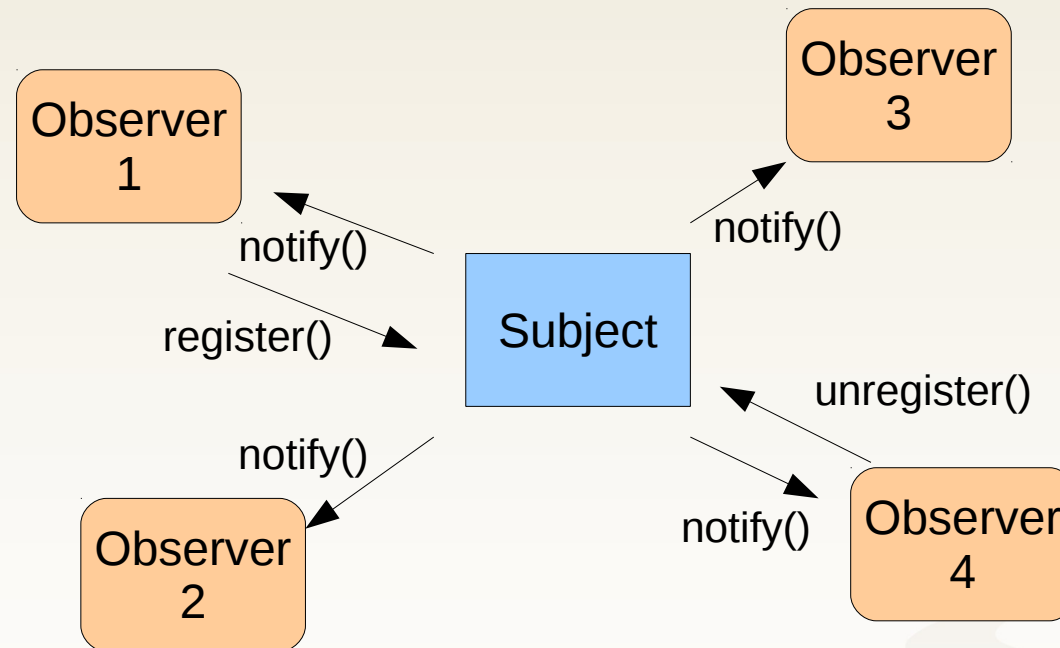 Observer
3
Observer
1
notify()
notify()
Subject
register()
unregister()
notify()
notify()
Observer
4
Observer
2